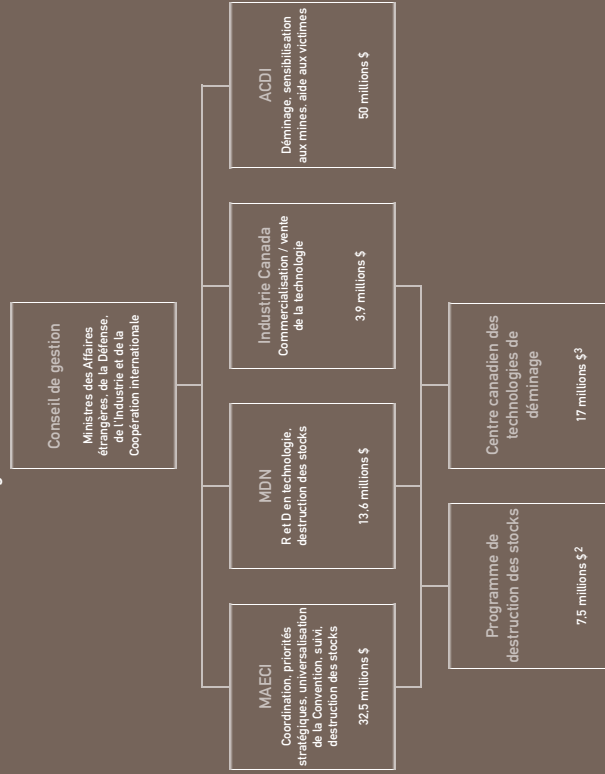 Conseil de gestion
Ministres des Affaires
étrangères, de la Défense,
de l'Industrie et de la
Coopération internationale
MAECI
Coordination, priorités
stratégiques, universalisation
de la Convention, suivi,
destruction des stocks
32,5 millions $
MDN
R et D en technologie,
destruction des stocks
13,6 millions $
Industrie Canada
Commercialisation / vente
de la technologie
3,9 millions $
ACDI
Déminage, sensibilisation
aux mines, aide aux victimes
50 millions $
Programme de
destruction des stocks
7,5 millions $²
Centre canadien des
technologies de
déminage
17 millions $³